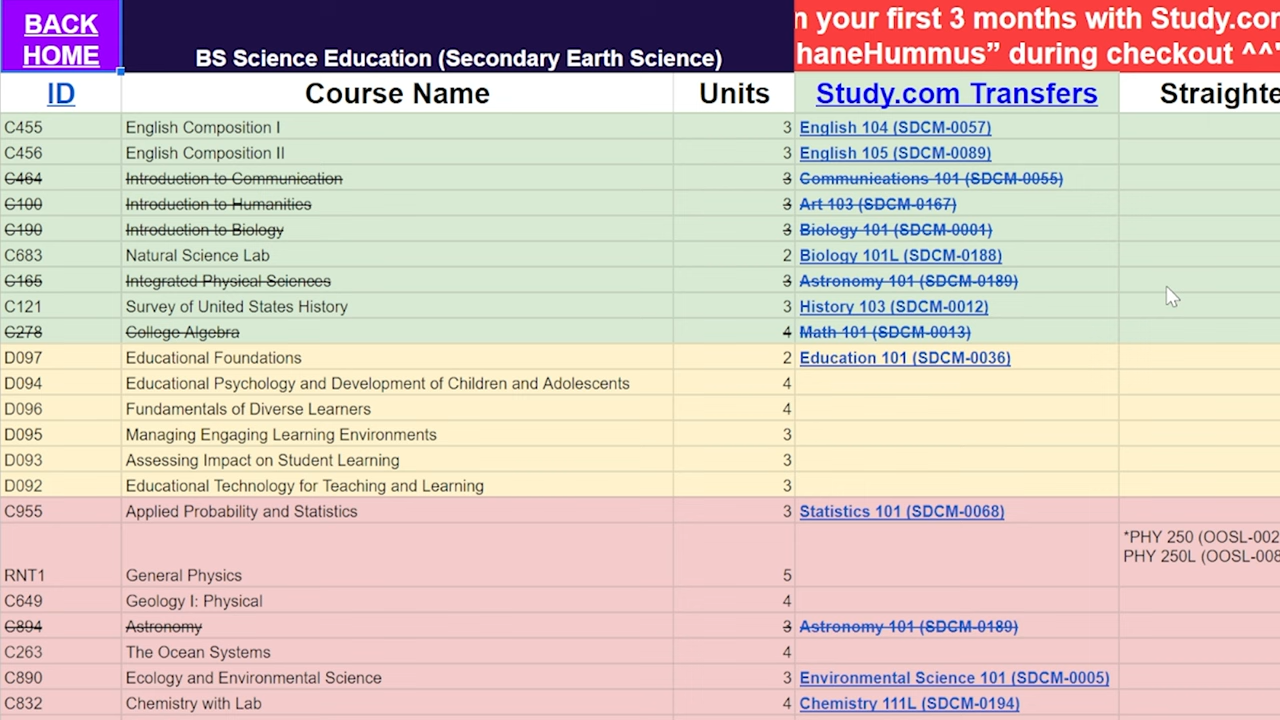 BACK
HOME
BS Science Education (Secondary Earth Science)
n your first 3 months with Study.co
haneHummus” during checkout ^^
ID Course Name Units Study.com Transfers Straighte
C455 English Composition I 3 English 104 (SDCM-0057)
C456 English Composition II 3 English 105 (SDCM-0089)
C464 Introduction to Communication 3 Communications 101 (SDCM-0055)
C100 Introduction to Humanities 3 Art 103 (SDCM-0167)
C190 Introduction to Biology 3 Biology 101 (SDCM-0001)
C683 Natural Science Lab 2 Biology 101L (SDCM-0188)
C165 Integrated Physical Sciences 3 Astronomy 101 (SDCM-0189)
C121 Survey of United States History 3 History 103 (SDCM-0012)
C278 College Algebra 4 Math 101 (SDCM-0013)
D097 Educational Foundations 2 Education 101 (SDCM-0036)
D094 Educational Psychology and Development of Children and Adolescents 4
D096 Fundamentals of Diverse Learners 4
D095 Managing Engaging Learning Environments 3
D093 Assessing Impact on Student Learning 3
D092 Educational Technology for Teaching and Learning 3
C955 Applied Probability and Statistics 3 Statistics 101 (SDCM-0068)
*PHY 250 (OOSL-002
PHY 250L (OOSL-008
RNT1 General Physics 5
C649 Geology I: Physical 4
C894 Astronomy 3 Astronomy 101 (SDCM-0189)
C263 The Ocean Systems 4
C890 Ecology and Environmental Science 3 Environmental Science 101 (SDCM-0005)
C832 Chemistry with Lab 4 Chemistry 111L (SDCM-0194)